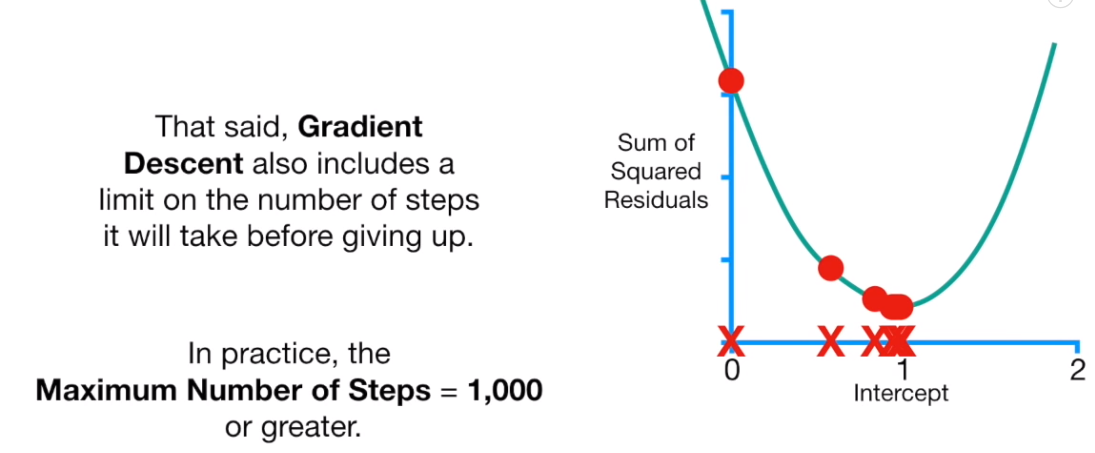 That said, Gradient
Descent also includes a
limit on the number of steps
it will take before giving up.
In practice, the
Maximum Number of Steps = 1,000
or greater.
Sum of
Squared
Residuals
0
1
2
Intercept